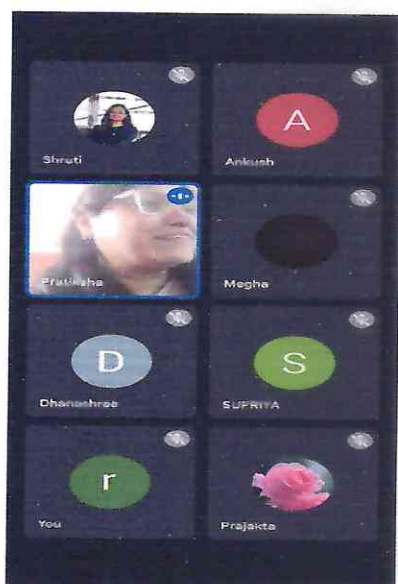 Shruti
A
Ankush
Pratiksha
Megha
D
Dhanashree
S
SUPRIYA
r
You
Prajakta